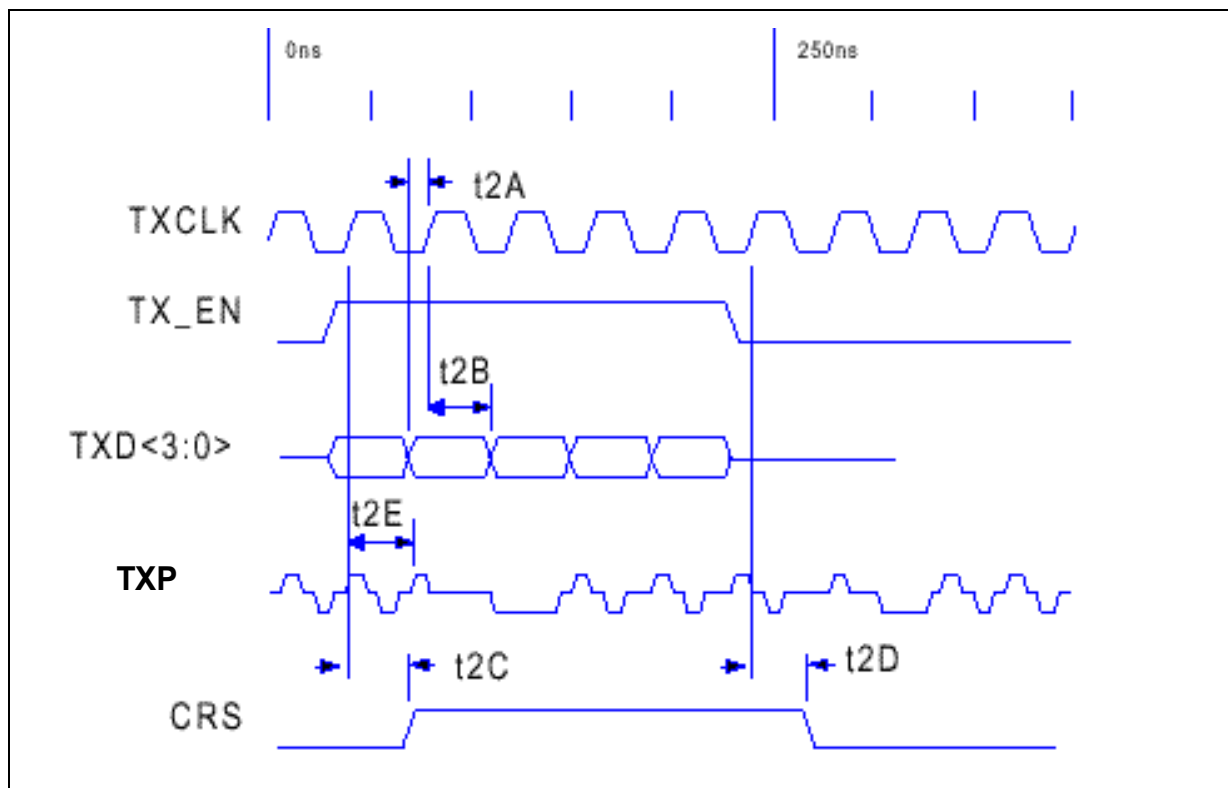 0ns 250ns
t2A
TXCLK
TX_EN
t2B
TXD<3:0>
t2E
TXP
t2C t2D
CRS